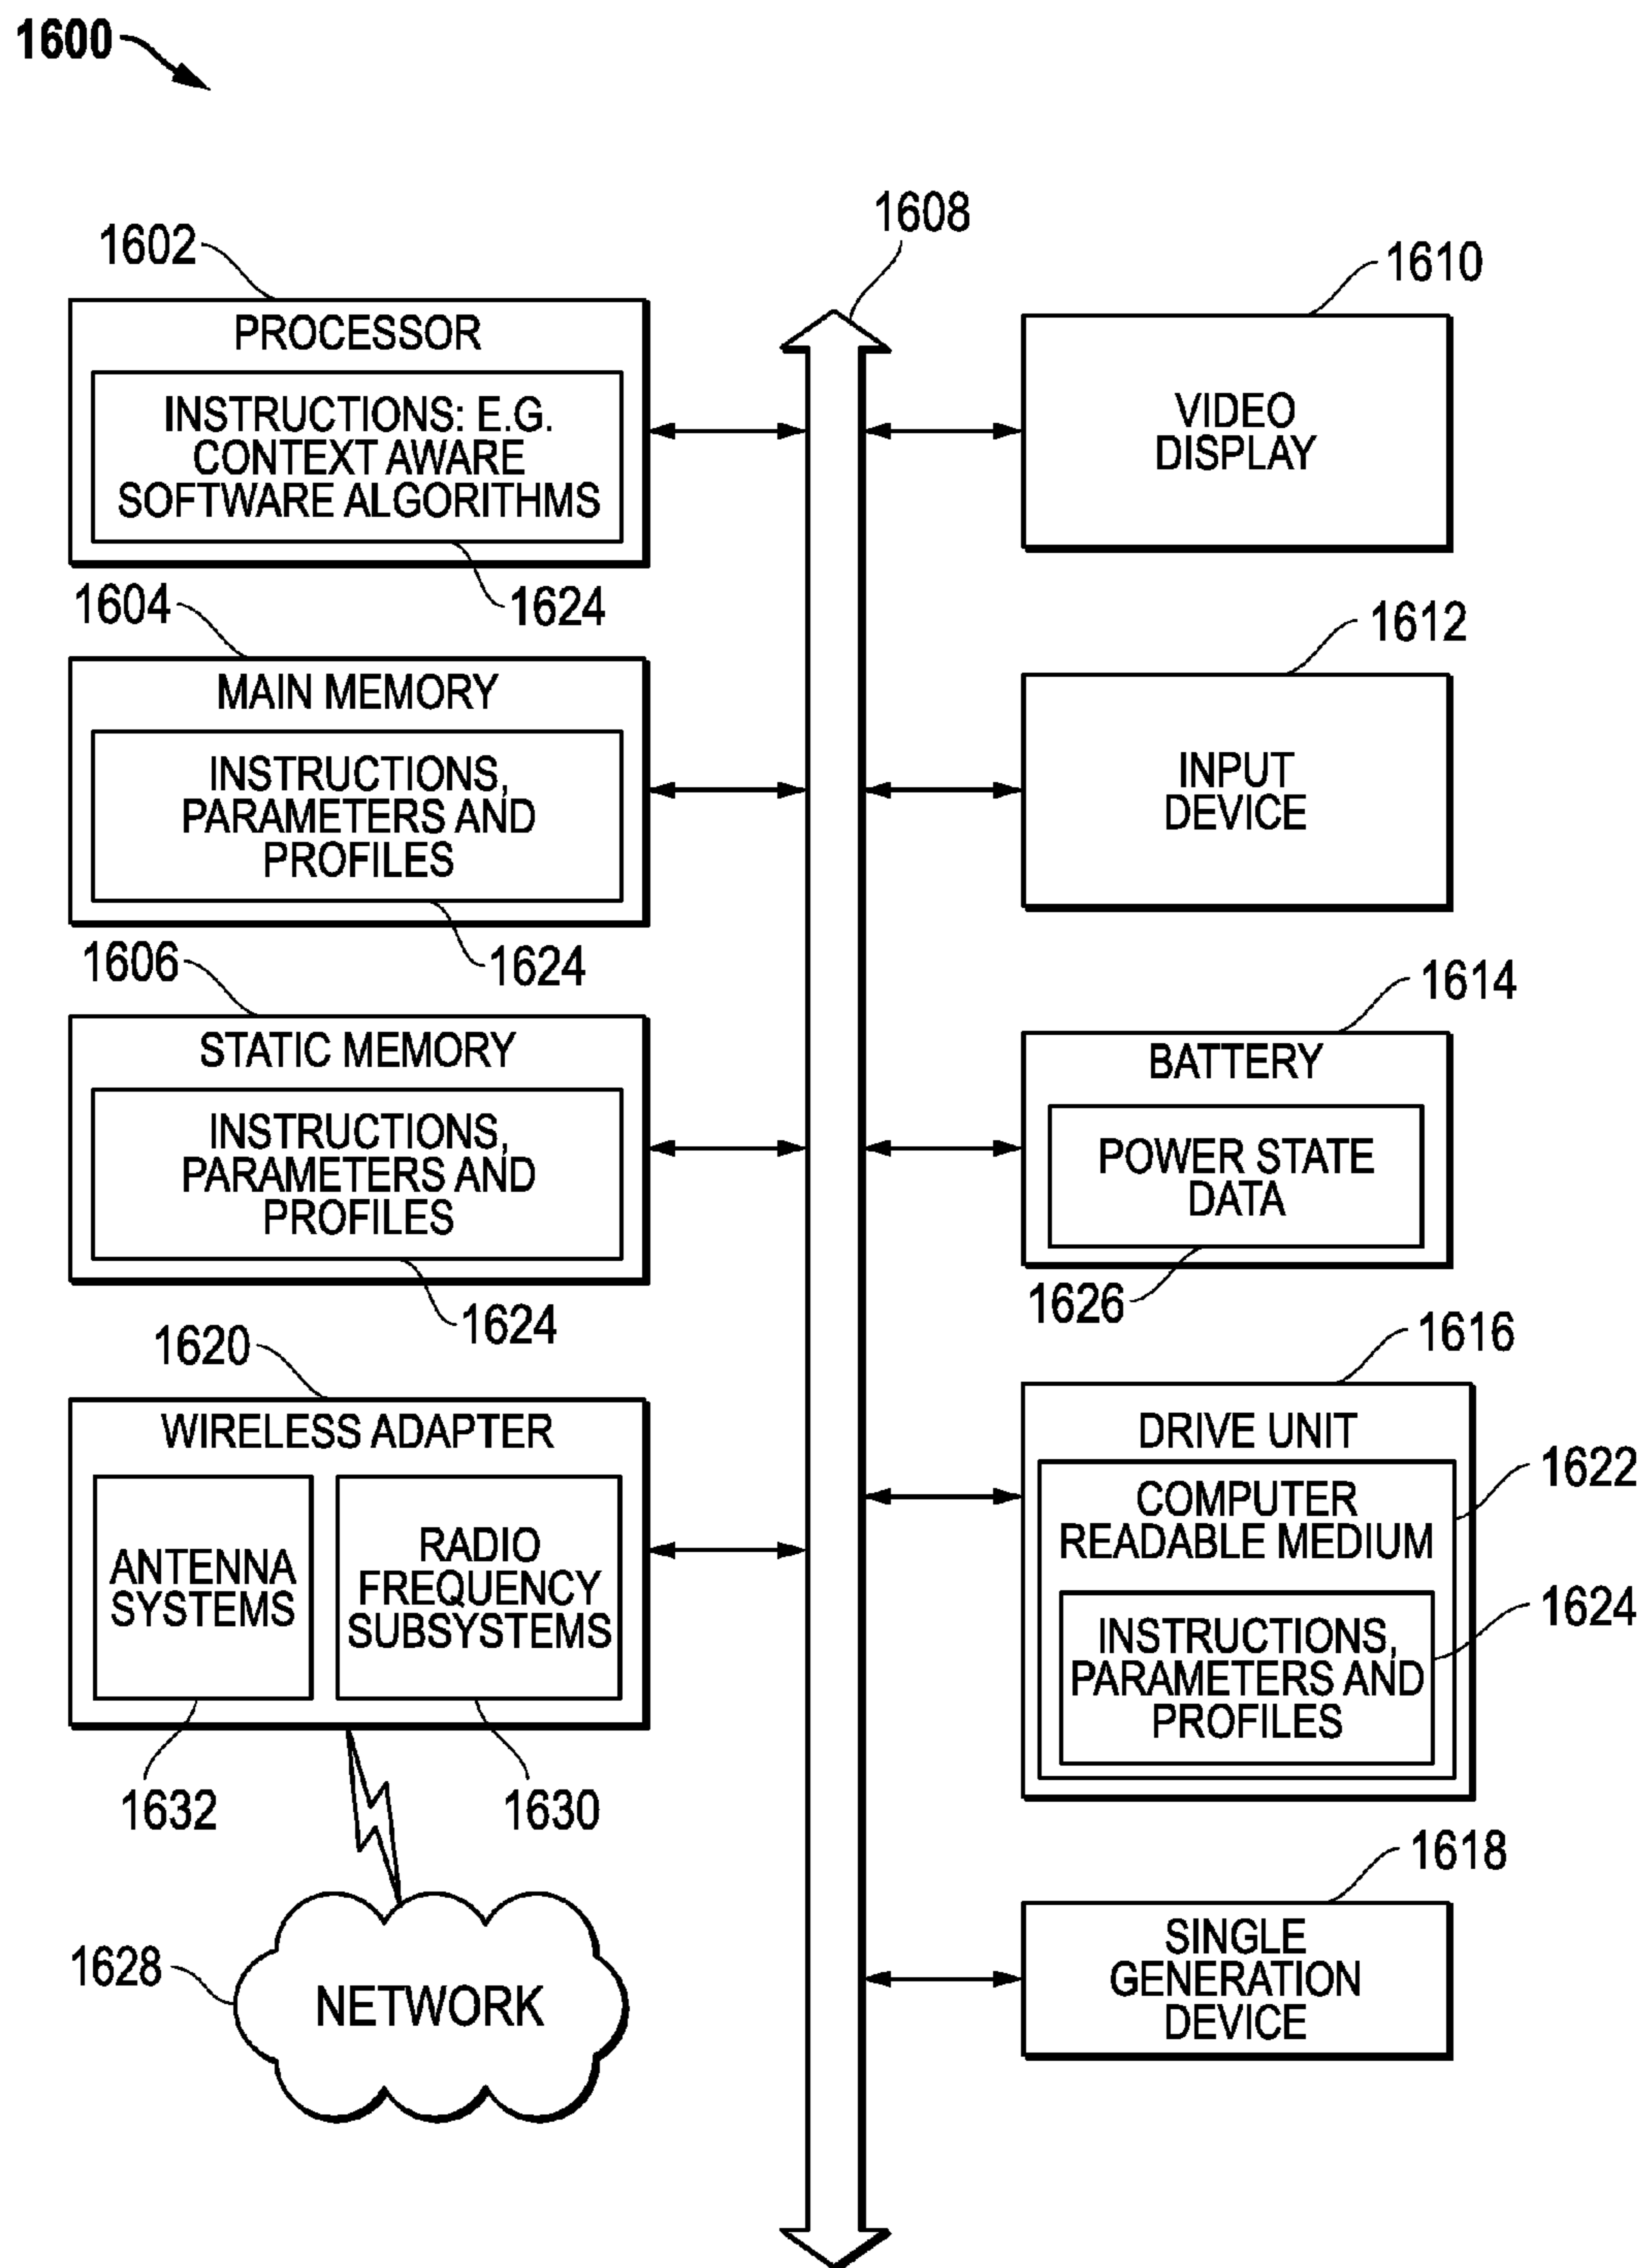 1600
1608
1602
PROCESSOR
INSTRUCTIONS: E.G.
CONTEXT AWARE
SOFTWARE ALGORITHMS
1624
1604
MAIN MEMORY
INSTRUCTIONS,
PARAMETERS AND
PROFILES
1624
1606
STATIC MEMORY
INSTRUCTIONS,
PARAMETERS AND
PROFILES
1624
1620
WIRELESS ADAPTER
ANTENNA
SYSTEMS
RADIO
FREQUENCY
SUBSYSTEMS
1632
1630
1628
NETWORK
1610
VIDEO
DISPLAY
1612
INPUT
DEVICE
1614
BATTERY
POWER STATE
DATA
1626
1616
DRIVE UNIT
1622
COMPUTER
READABLE MEDIUM
1624
INSTRUCTIONS,
PARAMETERS AND
PROFILES
1618
SINGLE
GENERATION
DEVICE